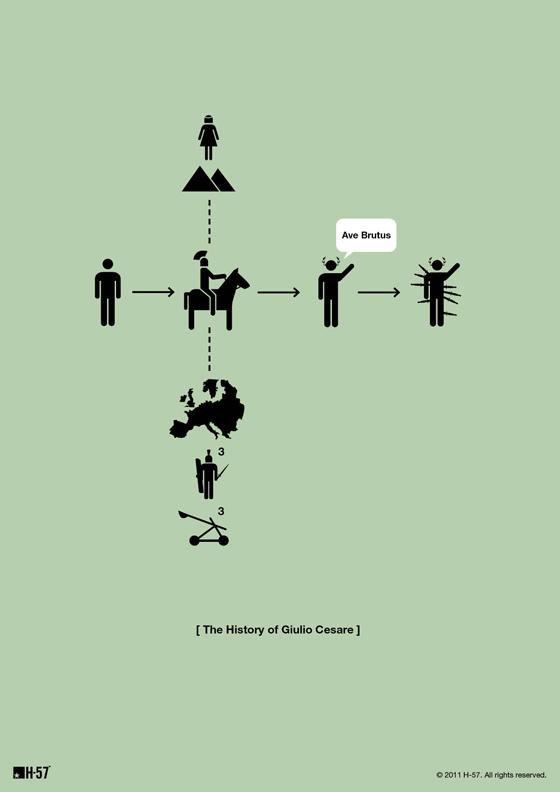 Ave Brutus
3
3
[ The History of Giulio Cesare ]
H-57
© 2011 H-57. All rights reserved.